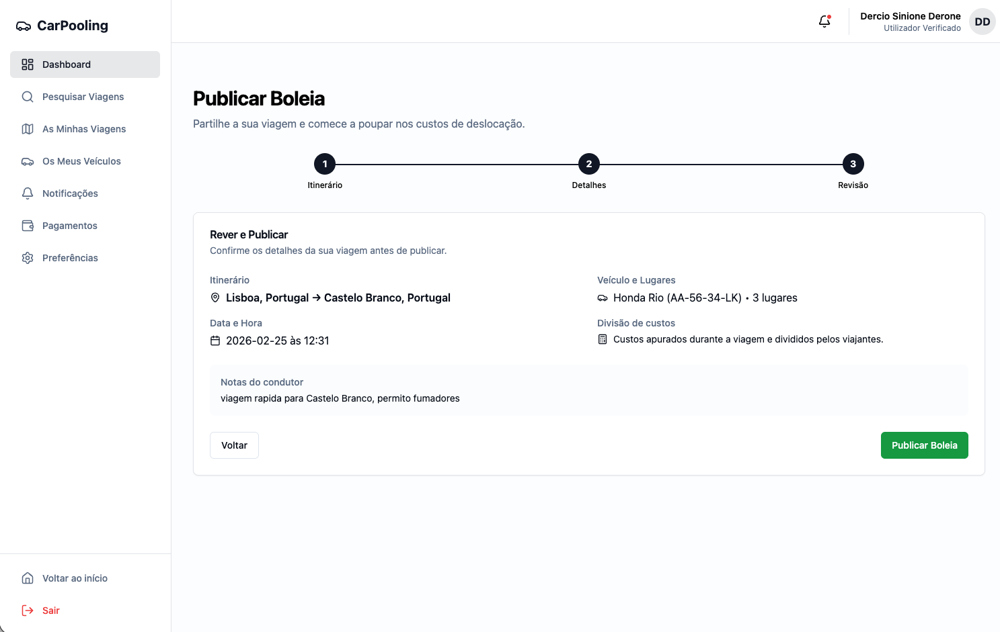 CarPooling
Dashboard
Pesquisar Viagens
As Minhas Viagens
Os Meus Veículos
Notificações
Pagamentos
Preferências
Voltar ao início
Sair
Dercio Sinione Derone
Utilizador Verificado
DD
Publicar Boleia
Partilhe a sua viagem e comece a poupar nos custos de deslocação.
1
Itinerário
2
Detalhes
3
Revisão
Rever e Publicar
Confirme os detalhes da sua viagem antes de publicar.
Itinerário
Lisboa, Portugal → Castelo Branco, Portugal
Veículo e Lugares
Honda Rio (AA-56-34-LK) • 3 lugares
Data e Hora
2026-02-25 às 12:31
Divisão de custos
Custos apurados durante a viagem e divididos pelos viajantes.
Notas do condutor
viagem rapida para Castelo Branco, permito fumadores
Voltar
Publicar Boleia